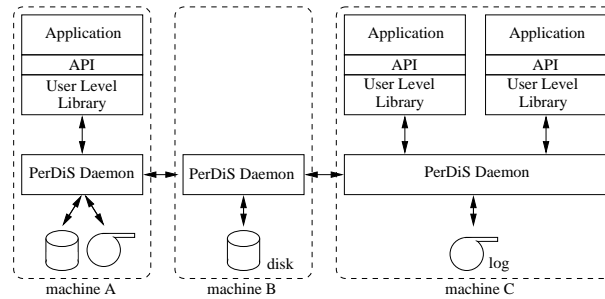 Application
API
User Level
Library
Application
API
User Level
Library
Application
API
User Level
Library
PerDiS Daemon
PerDiS Daemon
PerDiS Daemon
disk
log
machine A
machine B
machine C